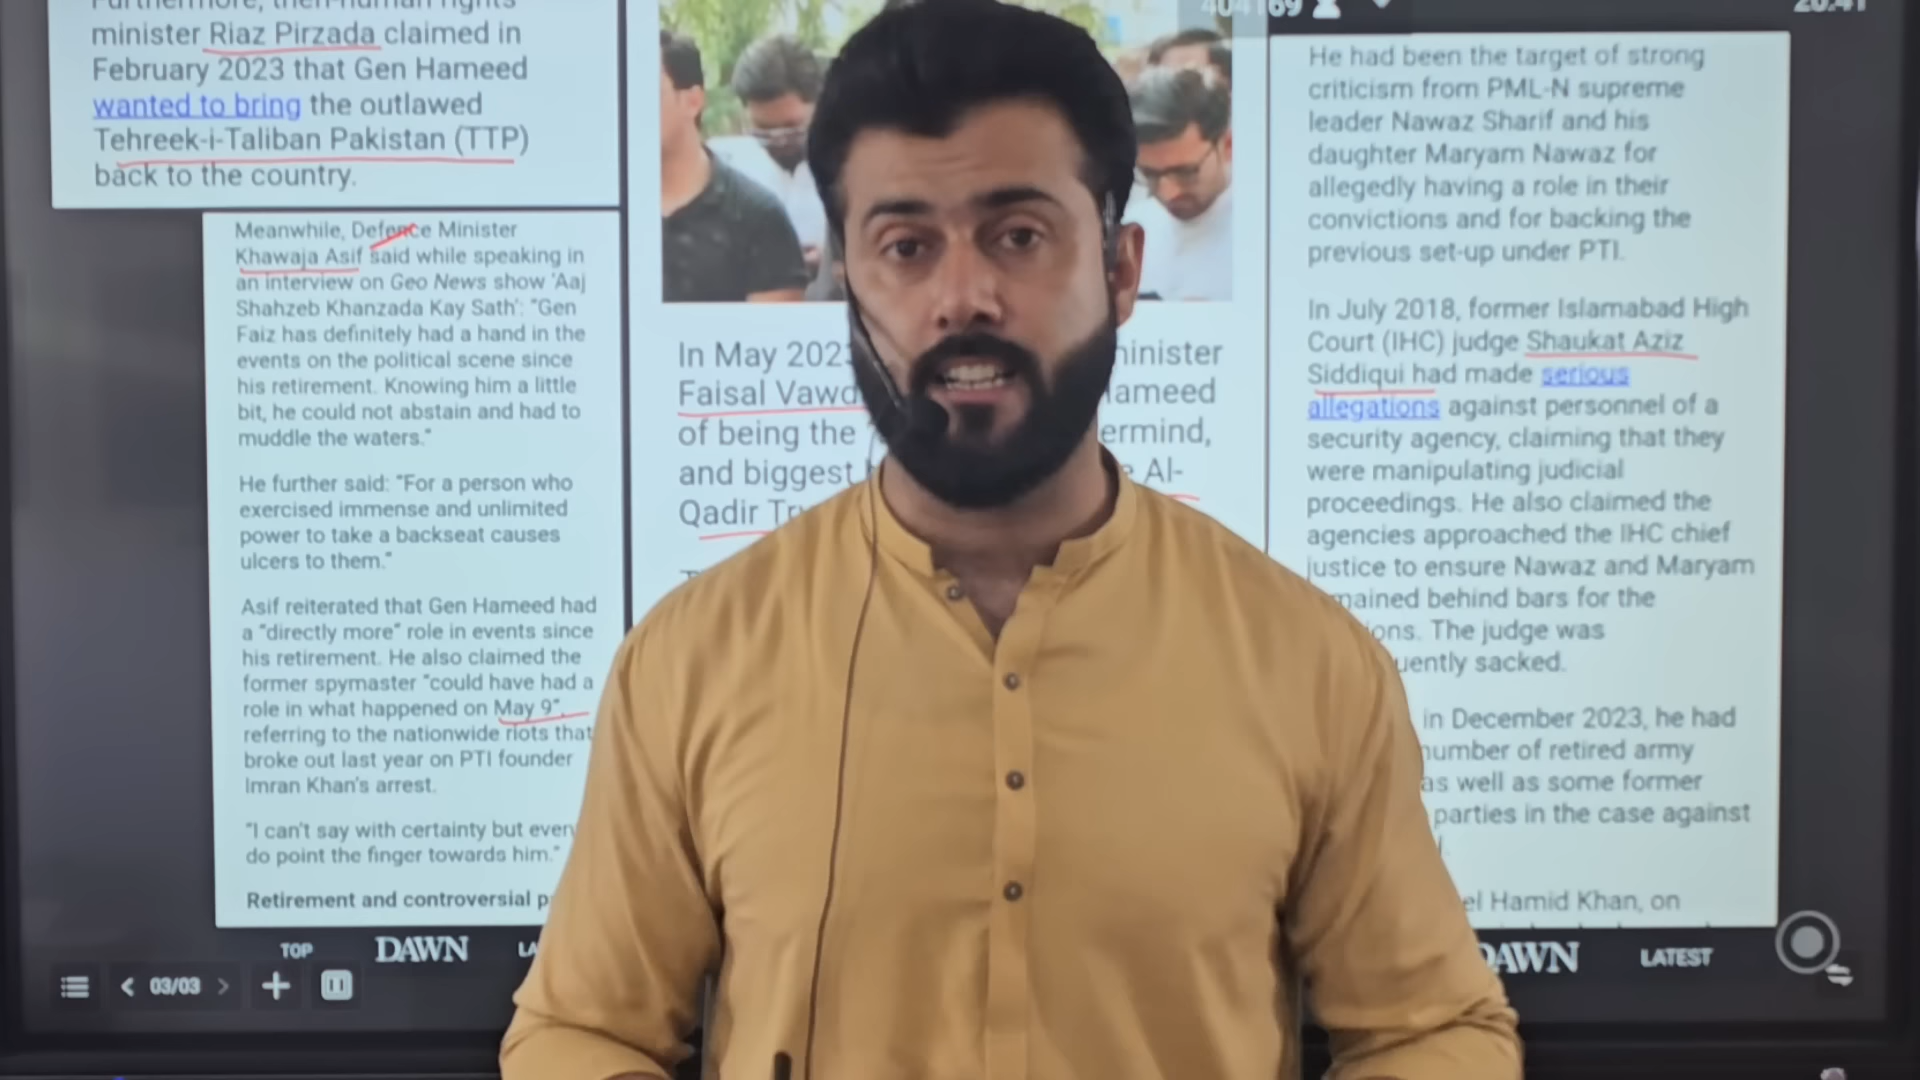 404169
20:41
minister Riaz Pirzada claimed in
February 2023 that Gen Hameed
wanted to bring the outlawed
Tehreek-i-Taliban Pakistan (TTP)
back to the country.
Meanwhile, Defence Minister
Khawaja Asif said while speaking in
an interview on Geo News show 'Aaj
Shahzeb Khanzada Kay Sath': "Gen
Faiz has definitely had a hand in the
events on the political scene since
his retirement. Knowing him a little
bit, he could not abstain and had to
muddle the waters."
He further said: "For a person who
exercised immense and unlimited
power to take a backseat causes
ulcers to them."
Asif reiterated that Gen Hameed had
a "directly more" role in events since
his retirement. He also claimed the
former spymaster "could have had a
role in what happened on May 9",
referring to the nationwide riots that
broke out last year on PTI founder
Imran Khan's arrest.
"I can't say with certainty but even
do point the finger towards him."
Retirement and controversial
TOP DAWN
03/03
In May 202 minister
Faisal Vawd ameed
of being the ermind,
and biggest Al-
Qadir
He had been the target of strong
criticism from PML-N supreme
leader Nawaz Sharif and his
daughter Maryam Nawaz for
allegedly having a role in their
convictions and for backing the
previous set-up under PTI.
In July 2018, former Islamabad High
Court (IHC) judge Shaukat Aziz
Siddiqui had made serious
allegations against personnel of a
security agency, claiming that they
were manipulating judicial
proceedings. He also claimed the
agencies approached the IHC chief
justice to ensure Nawaz and Maryam
mained behind bars for the
ions. The judge was
uently sacked.
in December 2023, he had
number of retired army
as well as some former
parties in the case against
el Hamid Khan, on
DAWN LATEST